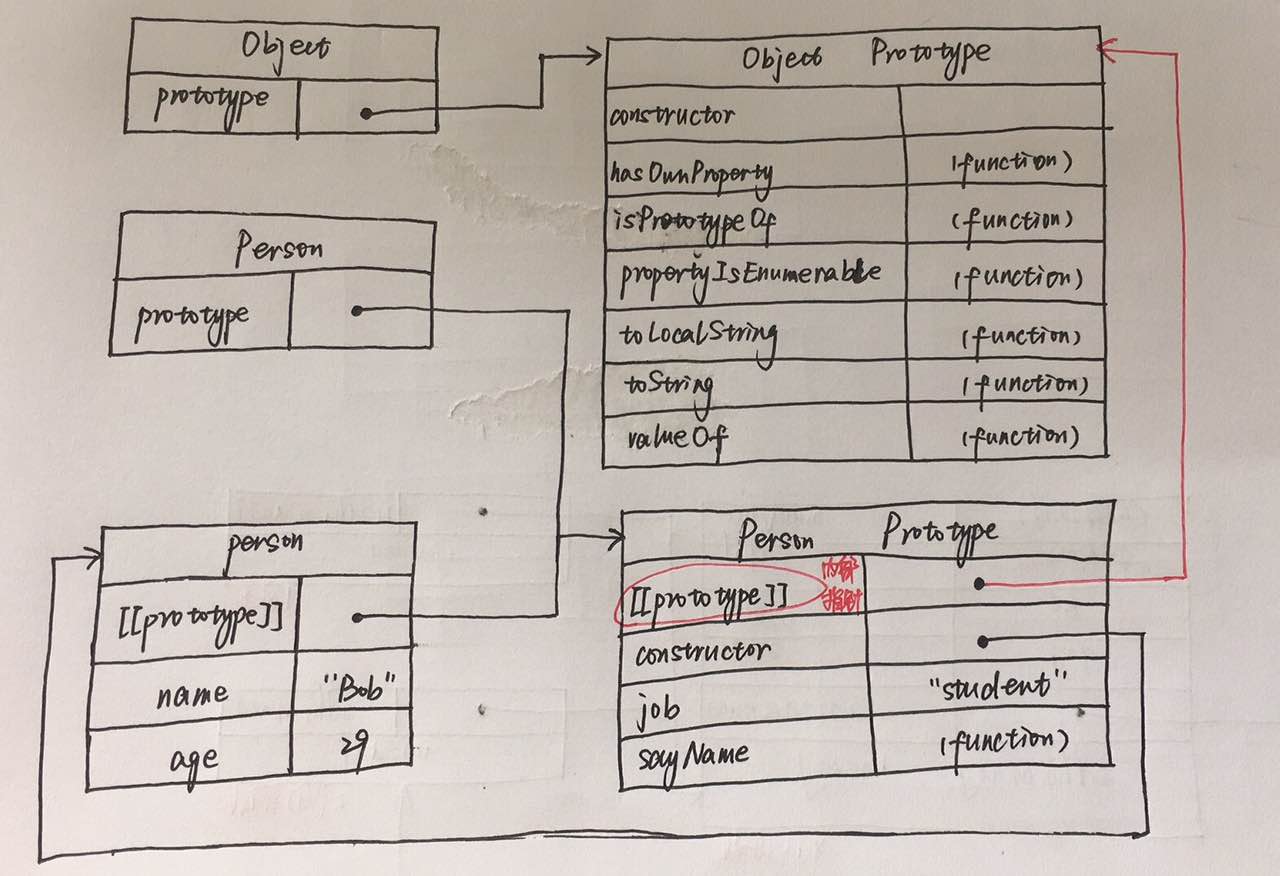 Object
prototype
Object Prototype
constructor
hasOwnProperty (function)
isPrototypeOf (function)
propertyIsEnumerable (function)
toLocalString (function)
toString (function)
valueOf (function)
Person
prototype
person
[[prototype]]
name "Bob"
age 29
Person Prototype
[[prototype]] 内部
指针
constructor
job "student"
sayName (function)